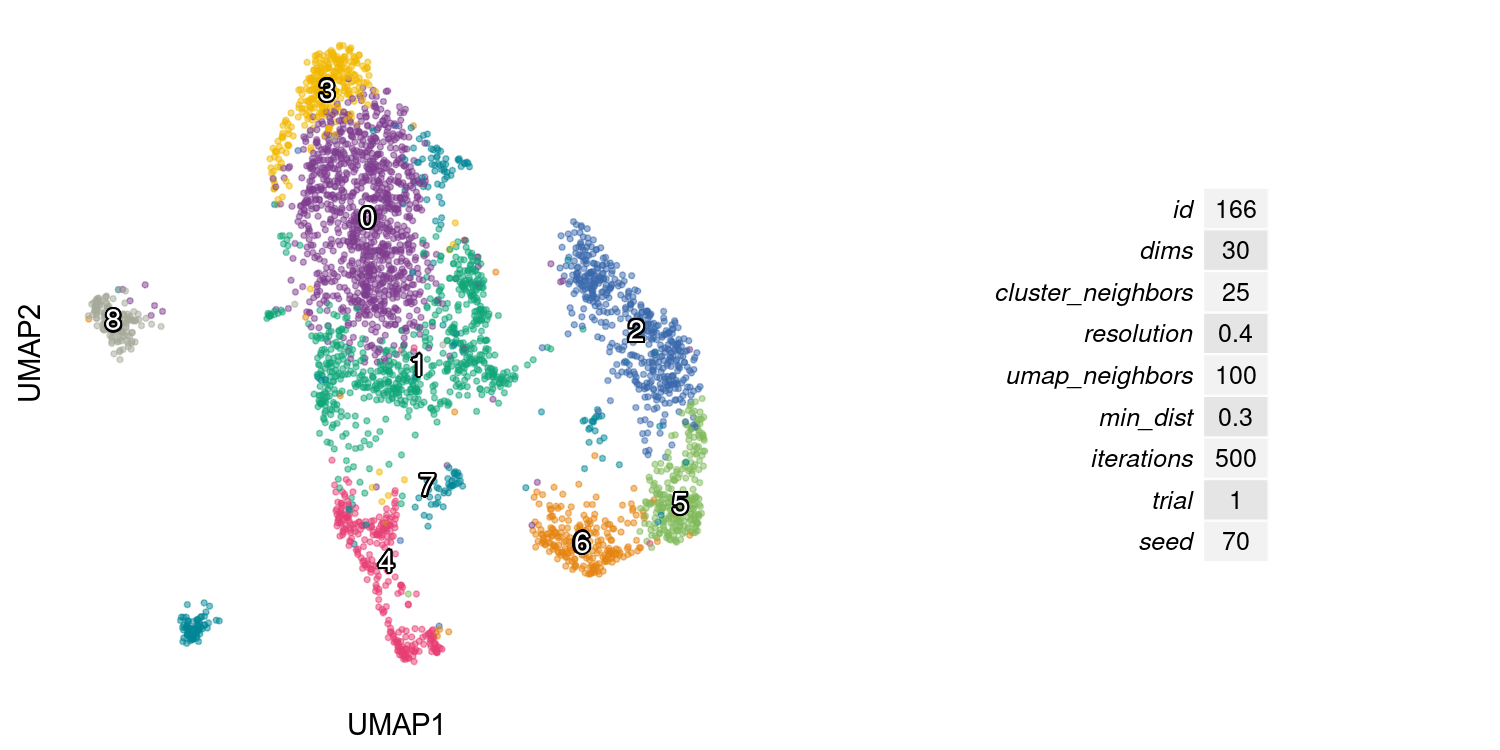 3
0
8
2
1
7
5
6
4
UMAP2
UMAP1
id 166
dims 30
cluster_neighbors 25
resolution 0.4
umap_neighbors 100
min_dist 0.3
iterations 500
trial 1
seed 70